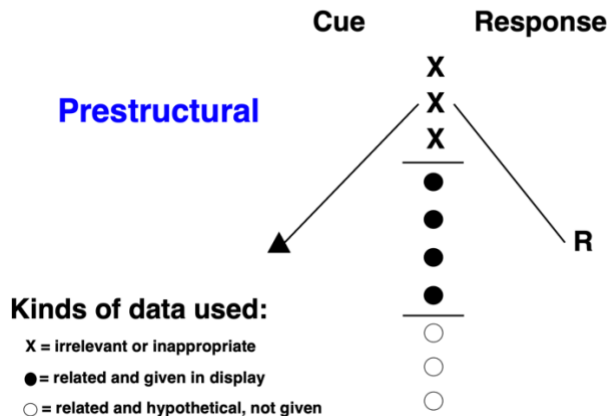 Cue Response
X
Prestructural X
X
R
Kinds of data used:
X = irrelevant or inappropriate
= related and given in display
= related and hypothetical, not given